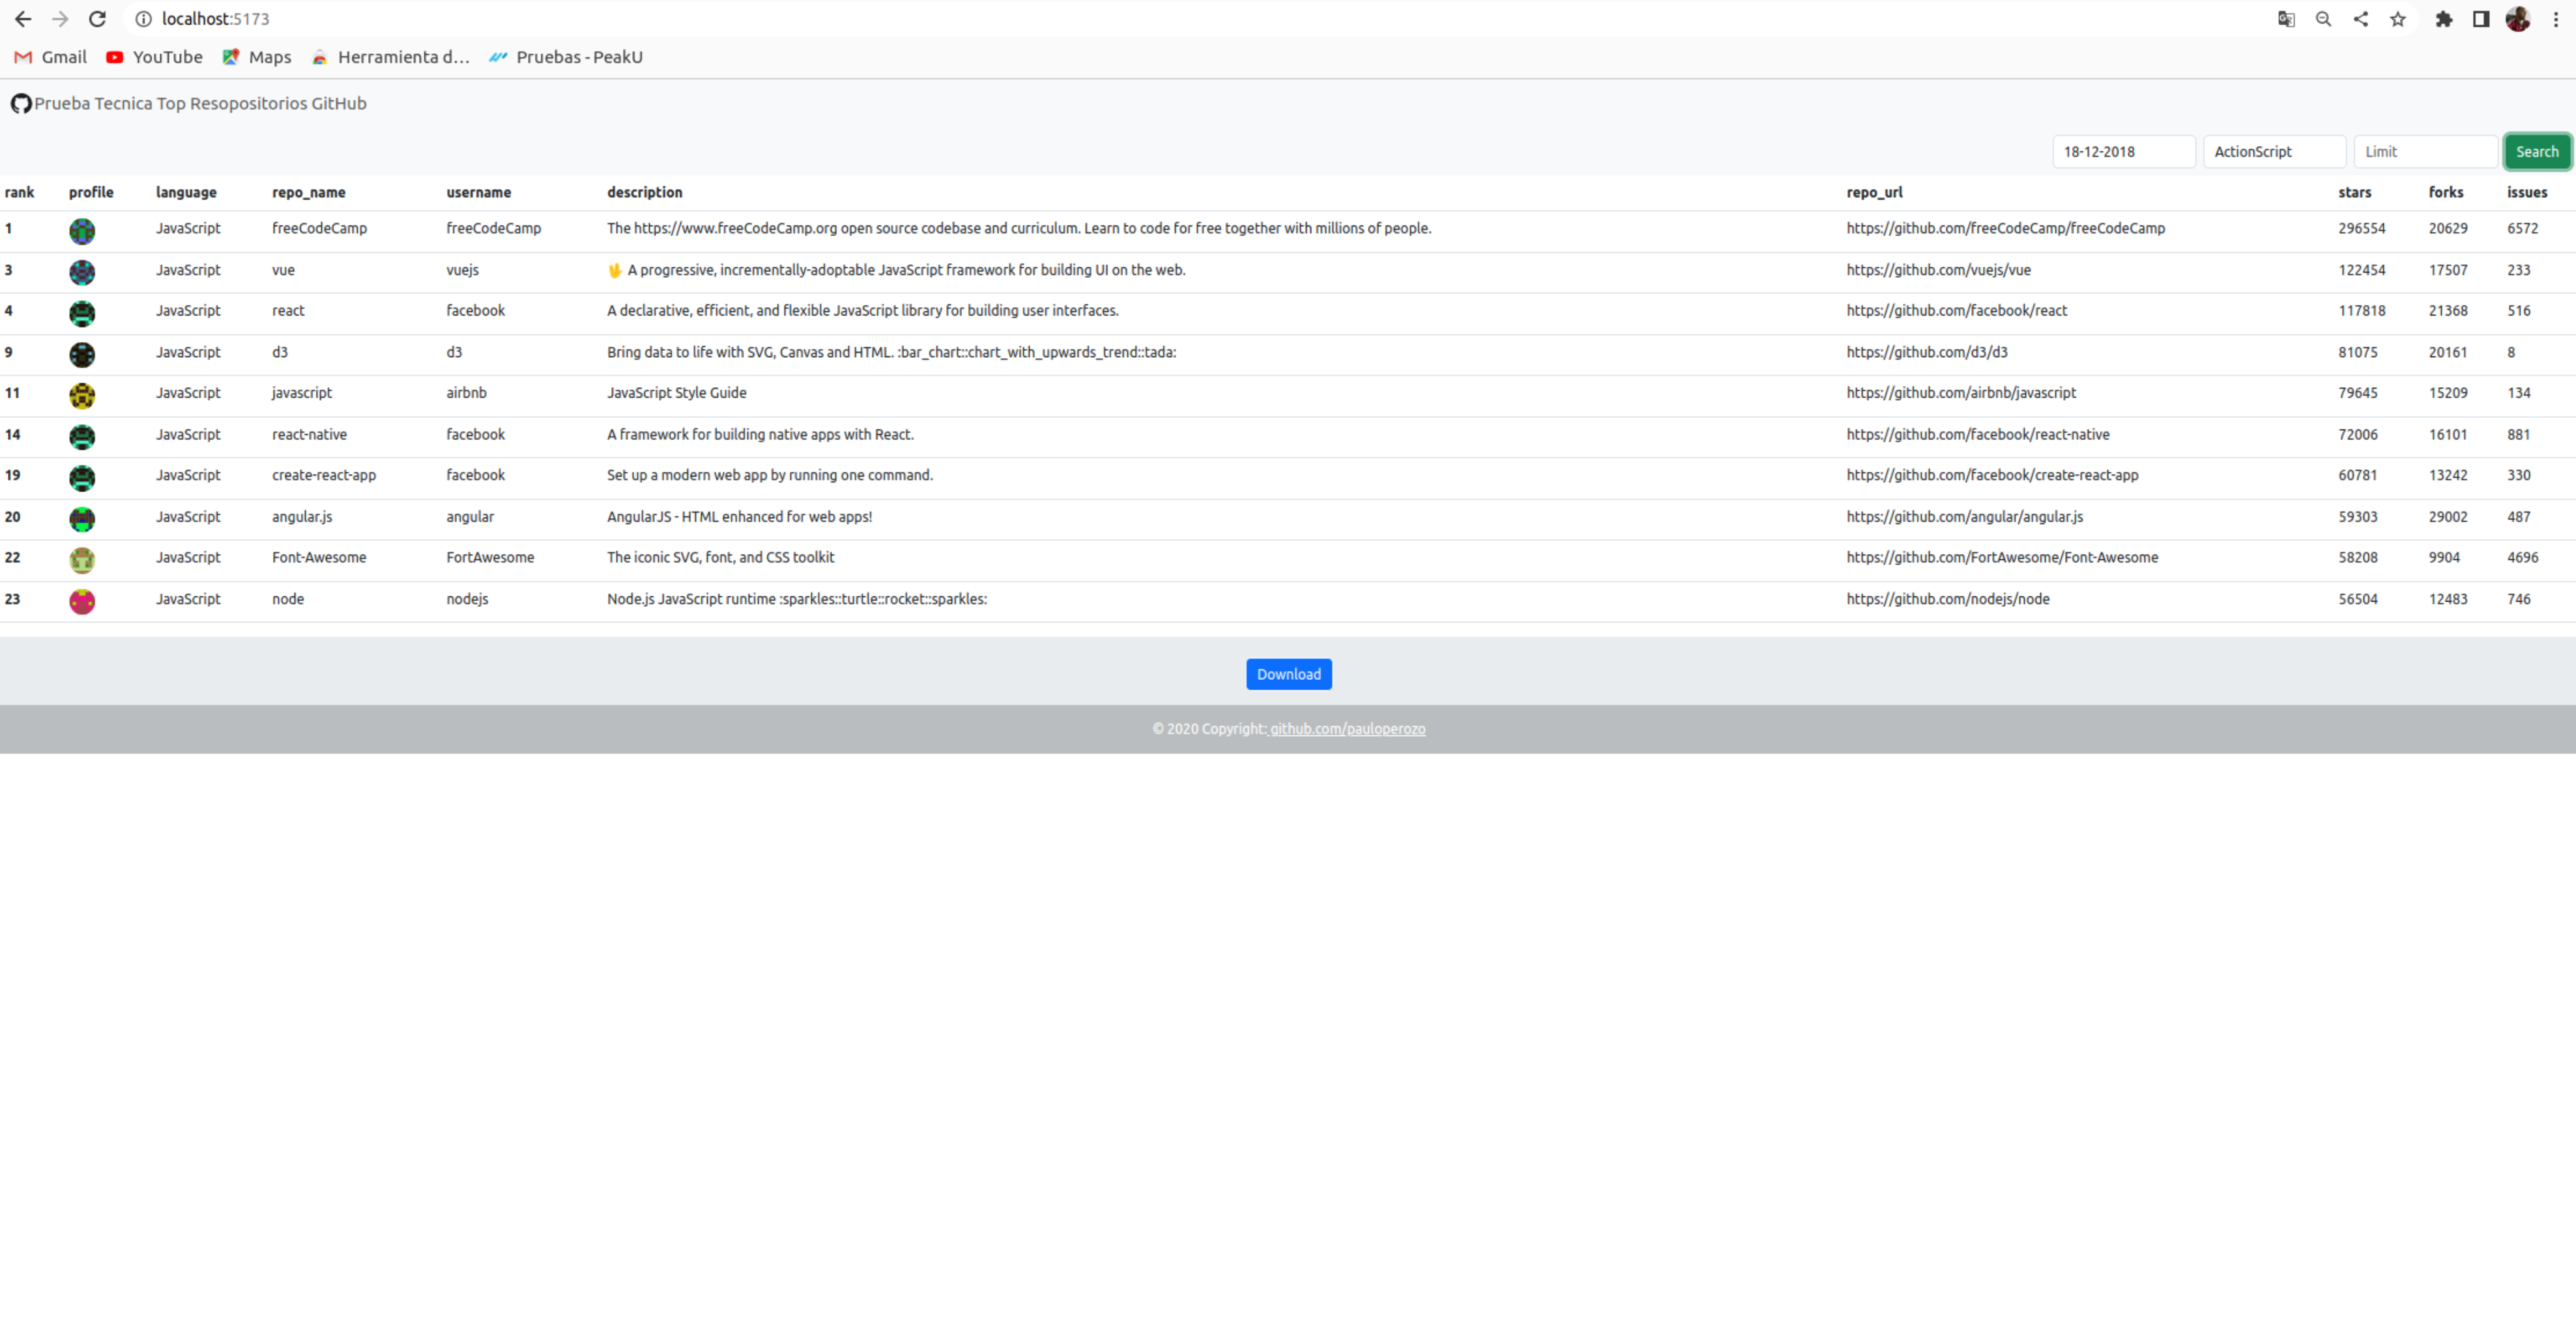 localhost:5173
Gmail YouTube Maps Herramienta d... Pruebas - PeakU
Prueba Tecnica Top Resopositorios GitHub
18-12-2018 ActionScript Limit Search
rank profile language repo_name username description repo_url stars forks issues
1 JavaScript freeCodeCamp freeCodeCamp The https://www.freeCodeCamp.org open source codebase and curriculum. Learn to code for free together with millions of people. https://github.com/freeCodeCamp/freeCodeCamp 296554 20629 6572
3 JavaScript vue vuejs 🖖 A progressive, incrementally-adoptable JavaScript framework for building UI on the web. https://github.com/vuejs/vue 122454 17507 233
4 JavaScript react facebook A declarative, efficient, and flexible JavaScript library for building user interfaces. https://github.com/facebook/react 117818 21368 516
9 JavaScript d3 d3 Bring data to life with SVG, Canvas and HTML. :bar_chart::chart_with_upwards_trend::tada: https://github.com/d3/d3 81075 20161 8
11 JavaScript javascript airbnb JavaScript Style Guide https://github.com/airbnb/javascript 79645 15209 134
14 JavaScript react-native facebook A framework for building native apps with React. https://github.com/facebook/react-native 72006 16101 881
19 JavaScript create-react-app facebook Set up a modern web app by running one command. https://github.com/facebook/create-react-app 60781 13242 330
20 JavaScript angular.js angular AngularJS - HTML enhanced for web apps! https://github.com/angular/angular.js 59303 29002 487
22 JavaScript Font-Awesome FortAwesome The iconic SVG, font, and CSS toolkit https://github.com/FortAwesome/Font-Awesome 58208 9904 4696
23 JavaScript node nodejs Node.js JavaScript runtime :sparkles::turtle::rocket::sparkles: https://github.com/nodejs/node 56504 12483 746
Download
© 2020 Copyright: github.com/pauloperozo